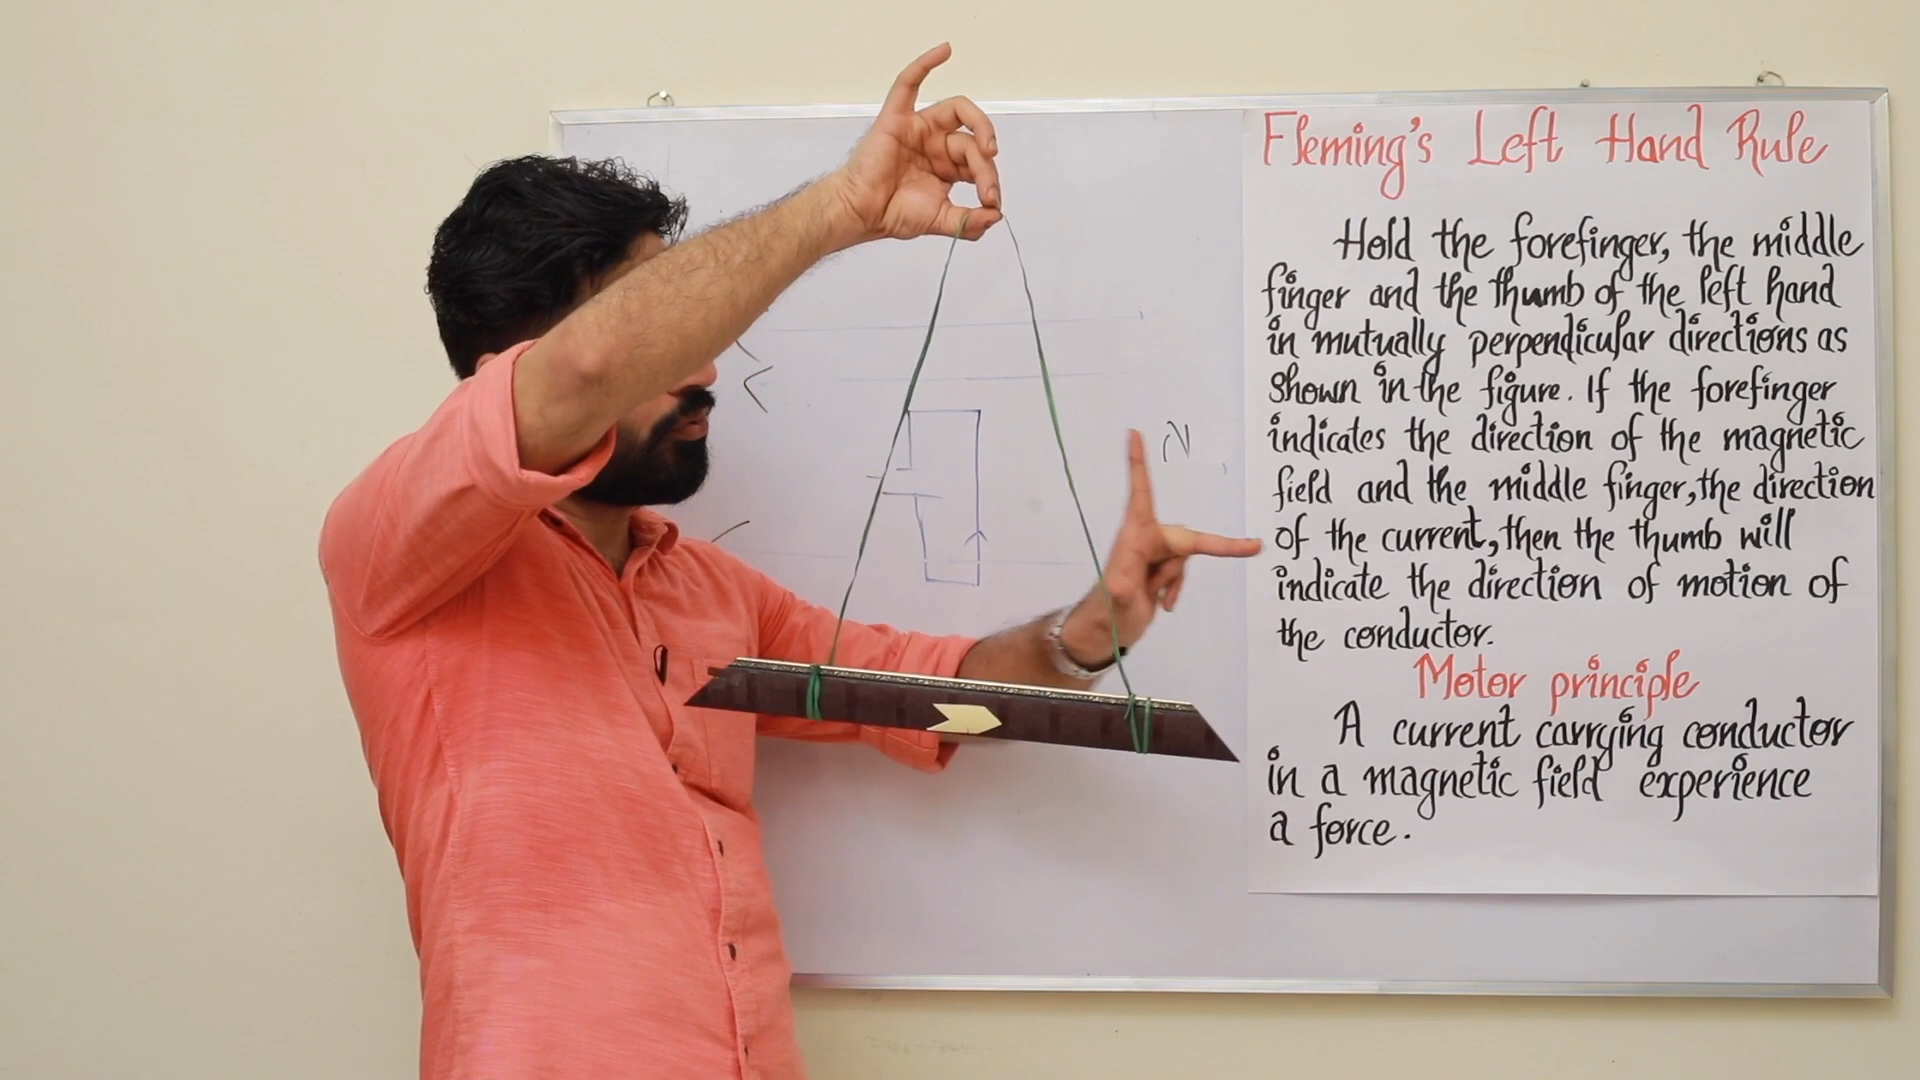 Fleming's Left Hand Rule
Hold the forefinger, the middle
finger and the thumb of the left hand
in mutually perpendicular directions as
shown in the figure. If the forefinger
indicates the direction of the magnetic
field and the middle finger, the direction
of the current, then the thumb will
indicate the direction of motion of
the conductor.
Motor principle
A current carrying conductor
in a magnetic field experience
a force.
N